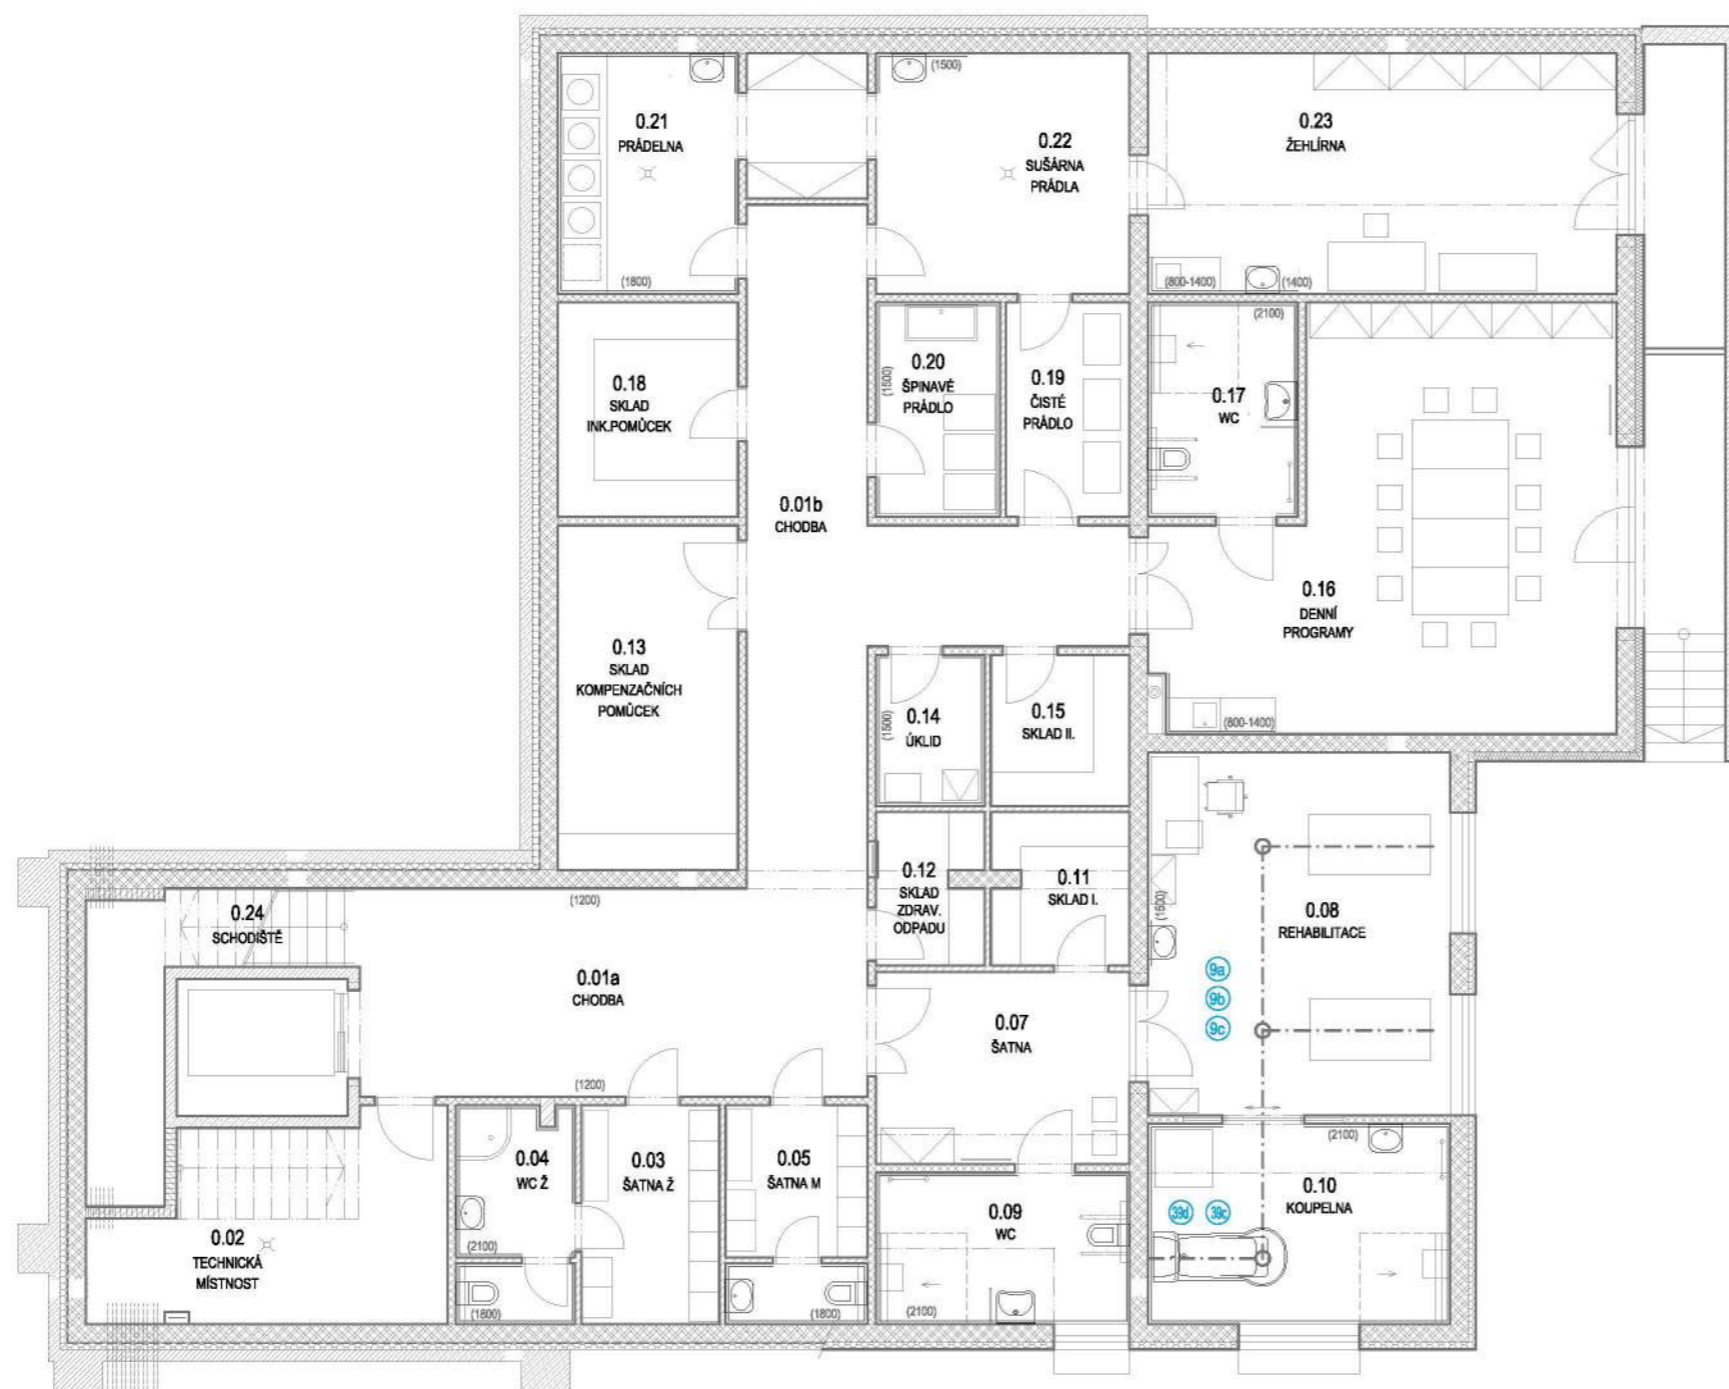 0.21
PRÁDELNA
(1800)
(1500)
0.22
SUŠÁRNA
PRÁDLA
0.23
ŽEHLÍRNA
(800-1400)
(1400)
0.18
SKLAD
INK.POMŮCEK
0.20
ŠPINAVÉ
PRÁDLO
(1500)
0.19
ČISTÉ
PRÁDLO
(2100)
0.17
WC
0.01b
CHODBA
0.16
DENNÍ
PROGRAMY
(800-1400)
0.13
SKLAD
KOMPENZAČNÍCH
POMŮCEK
0.14
ÚKLID
(1500)
0.15
SKLAD II.
0.12
SKLAD
ZDRAV.
ODPADU
0.11
SKLAD I.
0.08
REHABILITACE
(1500)
9a
9b
9c
0.24
SCHODIŠTĚ
(1200)
0.01a
CHODBA
(1200)
0.07
ŠATNA
0.04
WC Ž
(2100)
(1800)
0.03
ŠATNA Ž
0.05
ŠATNA M
(1800)
0.09
WC
(2100)
(2100)
0.10
KOUPELNA
39d
39c
0.02
TECHNICKÁ
MÍSTNOST